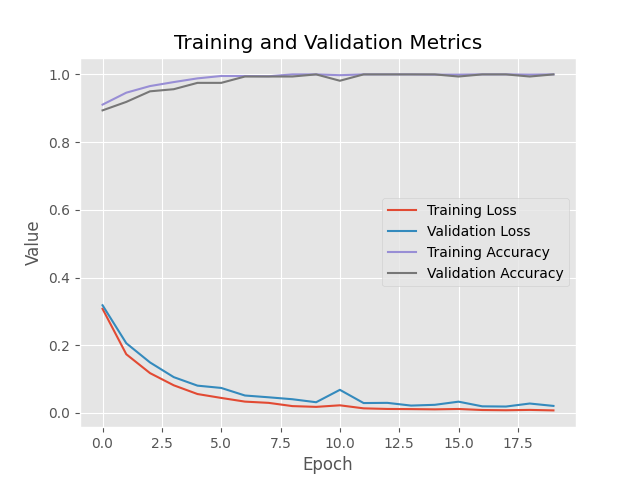 Training and Validation Metrics
1.0
0.8
0.6
0.4
0.2
0.0
Value
Training Loss
Validation Loss
Training Accuracy
Validation Accuracy
0.0 2.5 5.0 7.5 10.0 12.5 15.0 17.5
Epoch